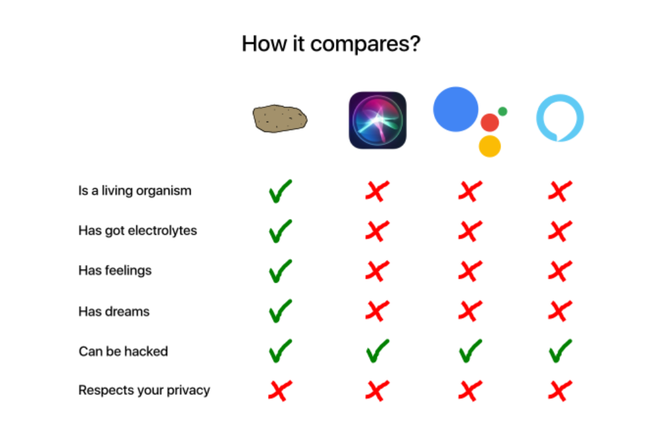 How it compares?
Is a living organism
Has got electrolytes
Has feelings
Has dreams
Can be hacked
Respects your privacy